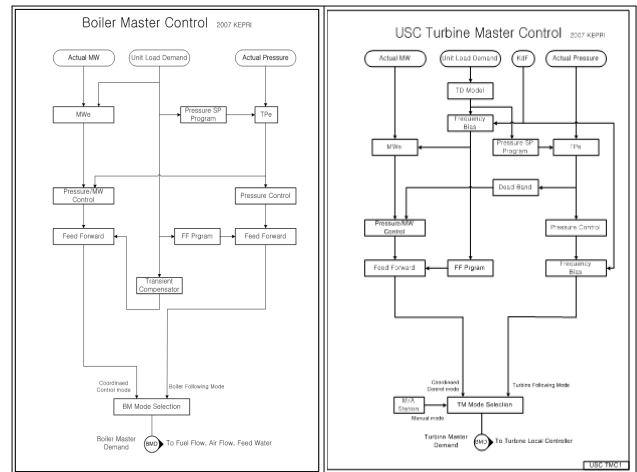 Boiler Master Control 2007 KEPRI
Actual MW
Unit Load Demand
Actual Pressure
MWe
Pressure SP
Program
TPe
Pressure/MW
Control
Pressure Control
Feed Forward
FF Prgram
Feed Forward
Transient
Compensator
Coordinaed
Control mode
Boiler Following Mode
BM Mode Selection
Boiler Master
Demand
BMD
To Fuel Flow, Air Flow, Feed Water
USC Turbine Master Control 2007 KEPRI
Actual MW
Unit Load Demand
KdF
Actual Pressure
TD Model
Frequency
Bias
MWe
Pressure SP
Program
TPe
Dead Band
Pressure/MW
Control
Pressure Control
Feed Forward
FF Prgram
Frequency
Bias
Coordinaed
Control mode
Turbine Following Mode
M/A
Station
Manual mode
TM Mode Selection
Turbine Master
Demand
To Turbine Local Controller
USC TMC1